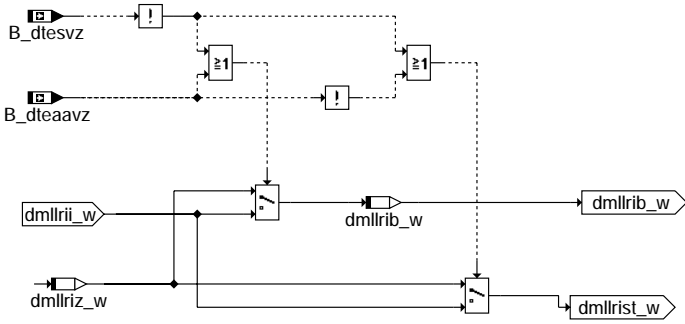 !
B_dtesvz
≥1
≥1
!
B_dteaavz
dmllrii_w
dmllrib_w
dmllrib_w
dmllriz_w
dmllrist_w